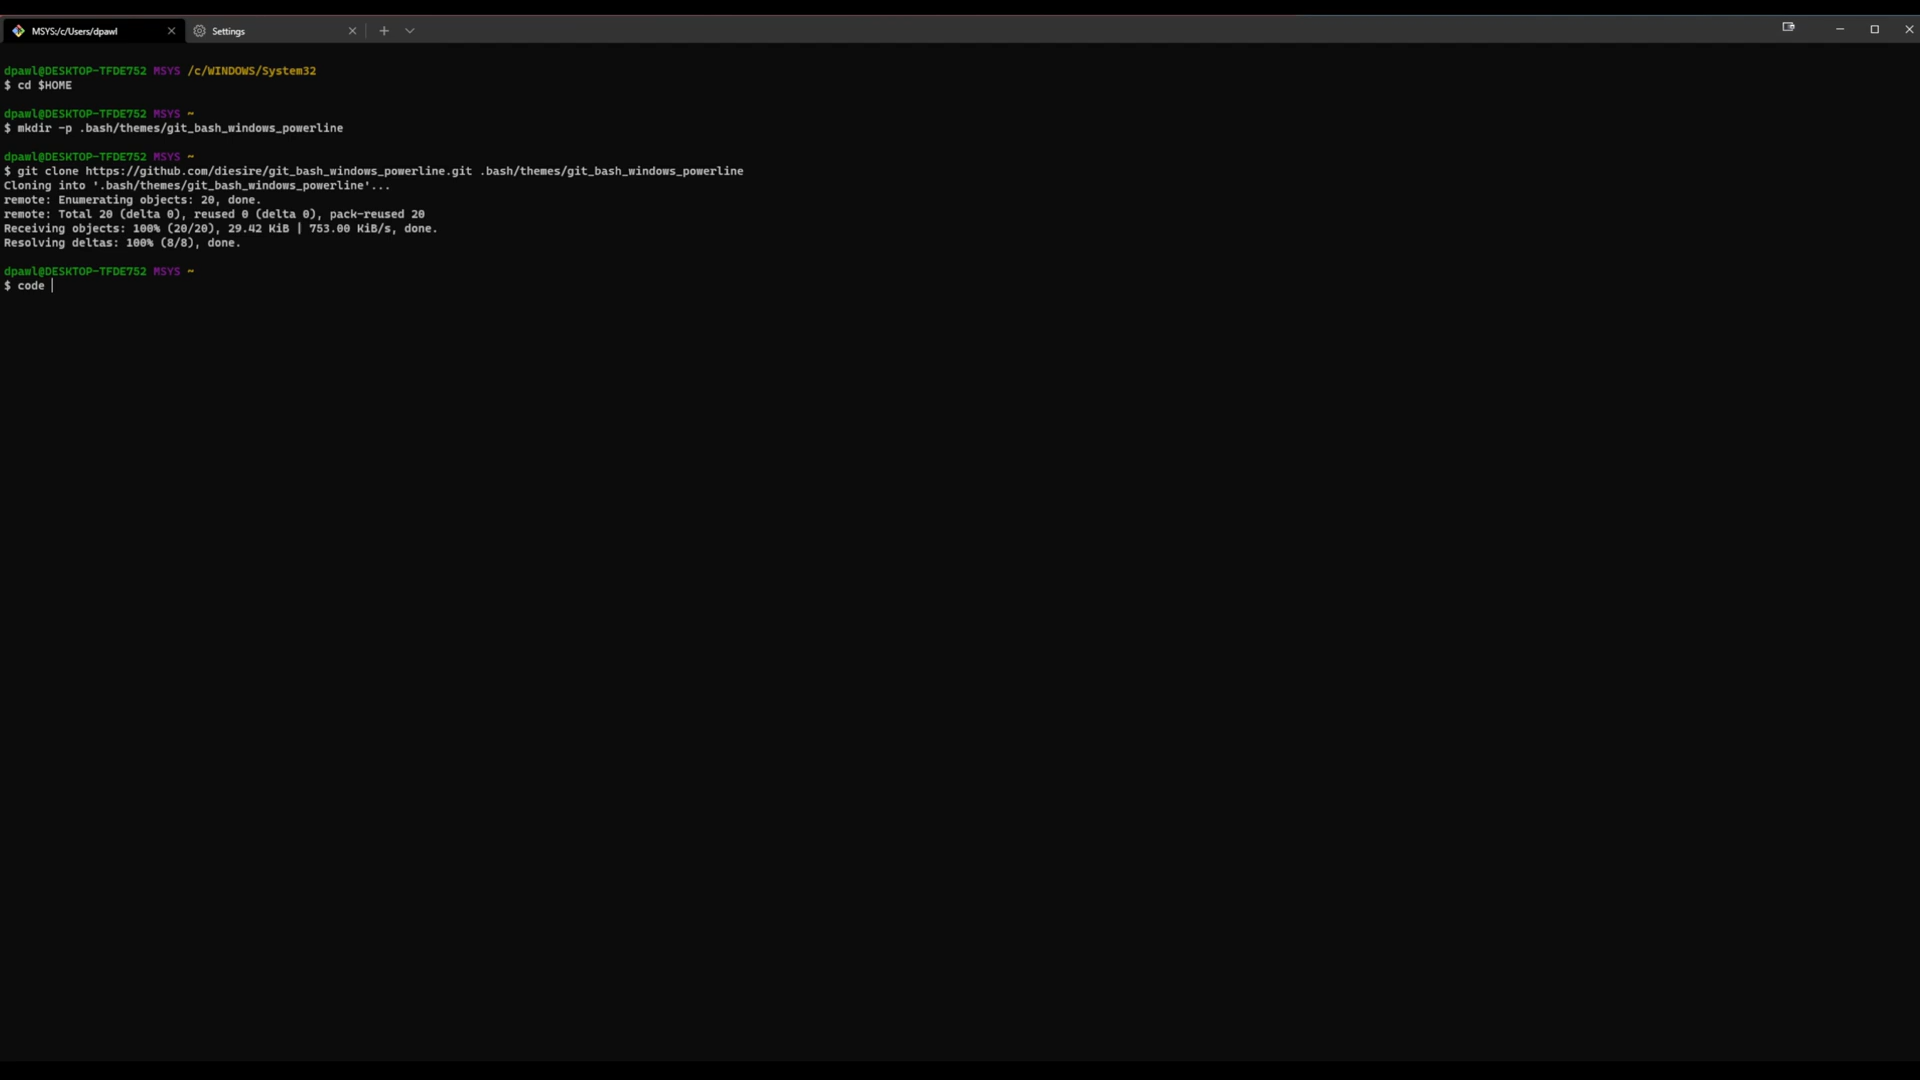 MSYS:/c/Users/dpawl
Settings
dpawl@DESKTOP-TFDE752 MSYS /c/WINDOWS/System32
$ cd $HOME
dpawl@DESKTOP-TFDE752 MSYS ~
$ mkdir -p .bash/themes/git_bash_windows_powerline
dpawl@DESKTOP-TFDE752 MSYS ~
$ git clone https://github.com/diesire/git_bash_windows_powerline.git .bash/themes/git_bash_windows_powerline
Cloning into '.bash/themes/git_bash_windows_powerline'...
remote: Enumerating objects: 20, done.
remote: Total 20 (delta 0), reused 0 (delta 0), pack-reused 20
Receiving objects: 100% (20/20), 29.42 KiB | 753.00 KiB/s, done.
Resolving deltas: 100% (8/8), done.
dpawl@DESKTOP-TFDE752 MSYS ~
$ code